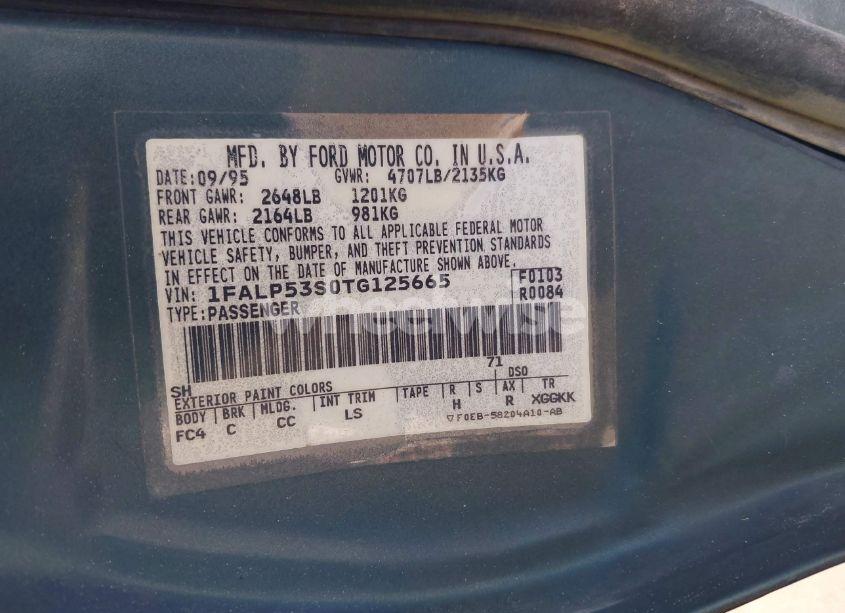 MFD. BY FORD MOTOR CO. IN U.S.A.
DATE: 09/95 GVWR: 4707LB/2135KG
FRONT GAWR: 2648LB 1201KG
REAR GAWR: 2164LB 981KG
THIS VEHICLE CONFORMS TO ALL APPLICABLE FEDERAL MOTOR
VEHICLE SAFETY, BUMPER, AND THEFT PREVENTION STANDARDS
IN EFFECT ON THE DATE OF MANUFACTURE SHOWN ABOVE.
VIN: 1FALP53S0TG125665 F0103
TYPE: PASSENGER R0084
wheelwise
71
SH DSO
EXTERIOR PAINT COLORS
BODY BRK MLDG. INT TRIM TAPE R S AX TR
FC4 C CC LS H R XGGKK
F0EB-58204A10-AB